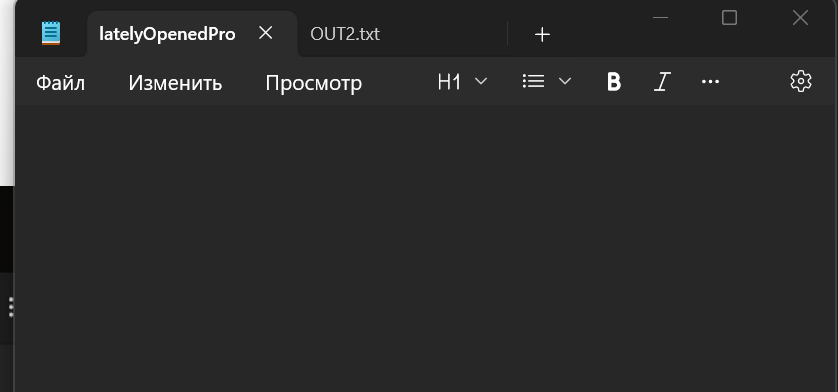 latelyOpenedPro OUT2.txt
Файл Изменить Просмотр H1 B I